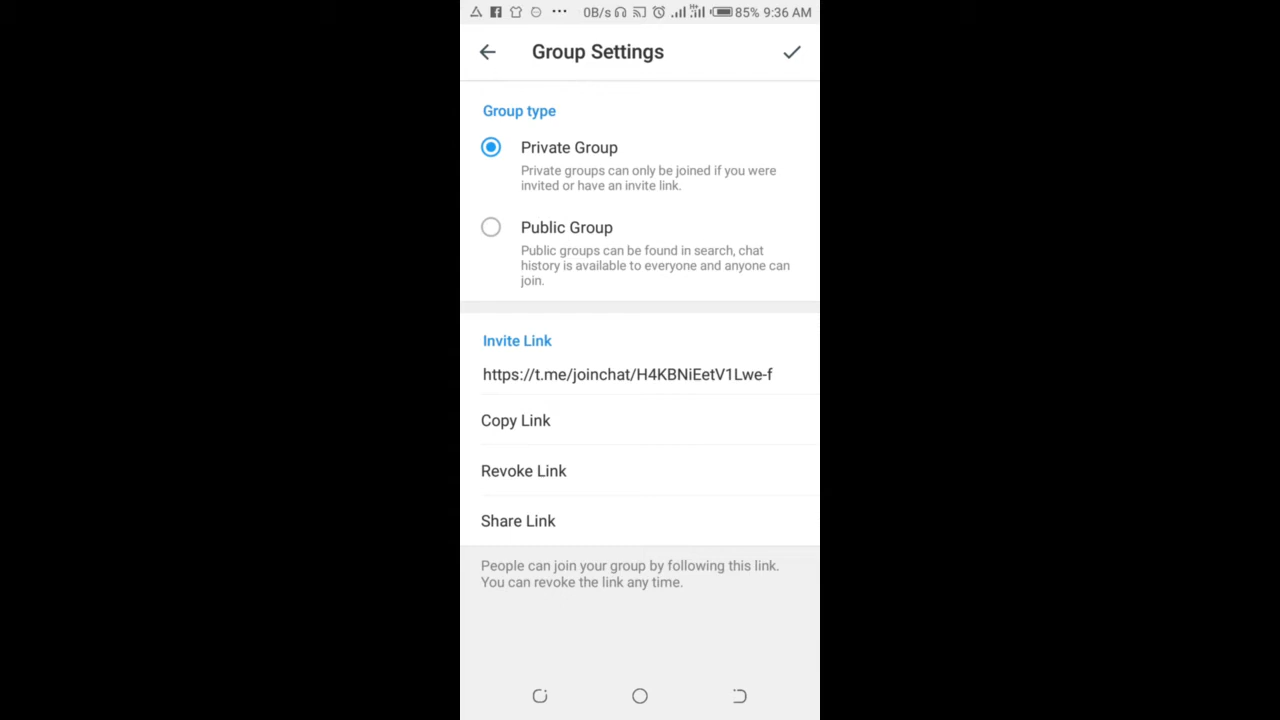 0B/s 85% 9:36 AM
Group Settings
Group type
Private Group
Private groups can only be joined if you were
invited or have an invite link.
Public Group
Public groups can be found in search, chat
history is available to everyone and anyone can
join.
Invite Link
https://t.me/joinchat/H4KBNiEetV1Lwe-f
Copy Link
Revoke Link
Share Link
People can join your group by following this link.
You can revoke the link any time.